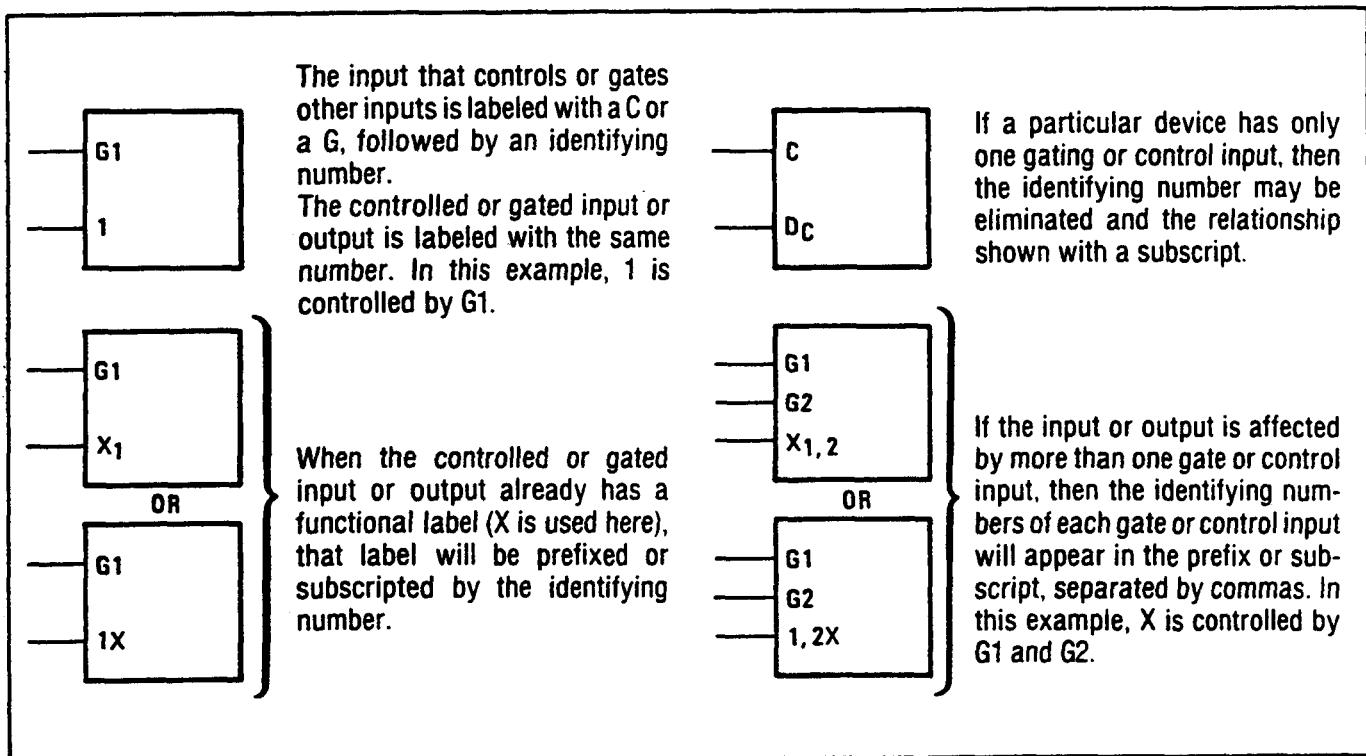 G1
1
The input that controls or gates
other inputs is labeled with a C or
a G, followed by an identifying
number.
The controlled or gated input or
output is labeled with the same
number. In this example, 1 is
controlled by G1.
C
DC
If a particular device has only
one gating or control input, then
the identifying number may be
eliminated and the relationship
shown with a subscript.
G1
X1
OR
G1
1X
When the controlled or gated
input or output already has a
functional label (X is used here),
that label will be prefixed or
subscripted by the identifying
number.
G1
G2
X1,2
OR
G1
G2
1,2X
If the input or output is affected
by more than one gate or control
input, then the identifying num-
bers of each gate or control input
will appear in the prefix or sub-
script, separated by commas. In
this example, X is controlled by
G1 and G2.